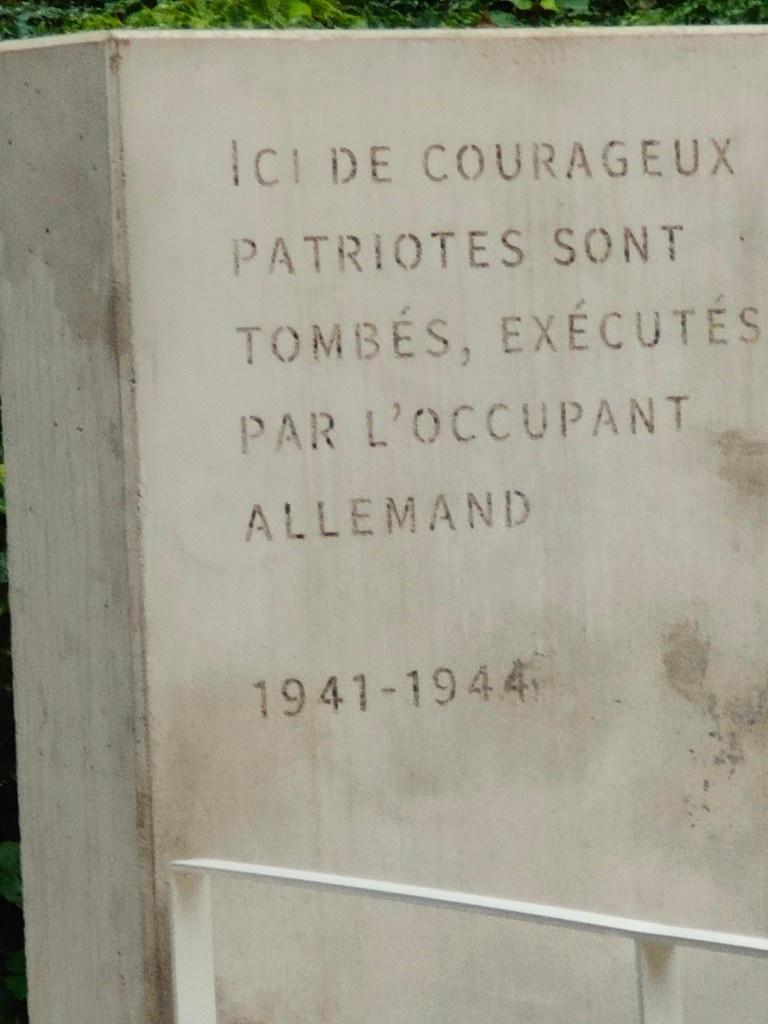 ICI DE COURAGEUX
PATRIOTES SONT
TOMBÉS, EXÉCUTÉS
PAR L'OCCUPANT
ALLEMAND
1941-1944